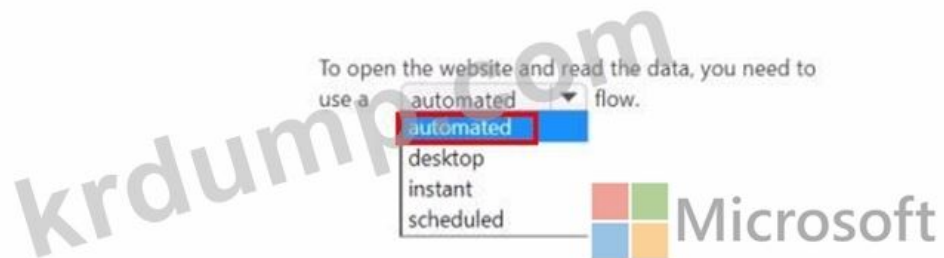 To open the website and read the data, you need to
use a automated flow.
automated
desktop
instant
scheduled
Microsoft
krdump.com